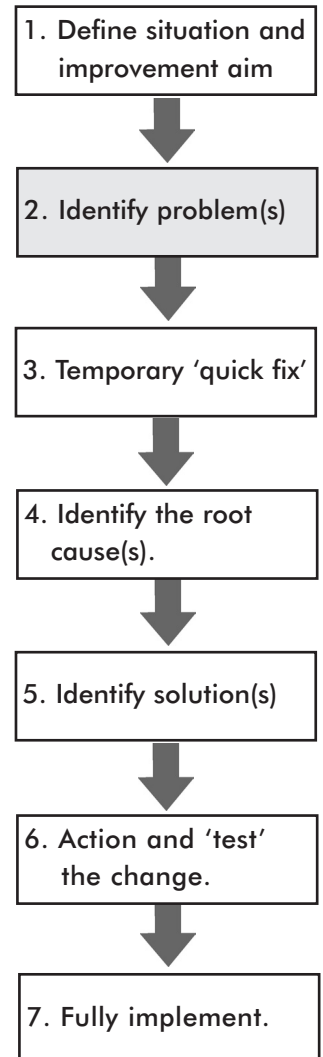 1. Define situation and
improvement aim
2. Identify problem(s)
3. Temporary ‘quick fix’
4. Identify the root
cause(s).
5. Identify solution(s)
6. Action and ‘test’
the change.
7. Fully implement.